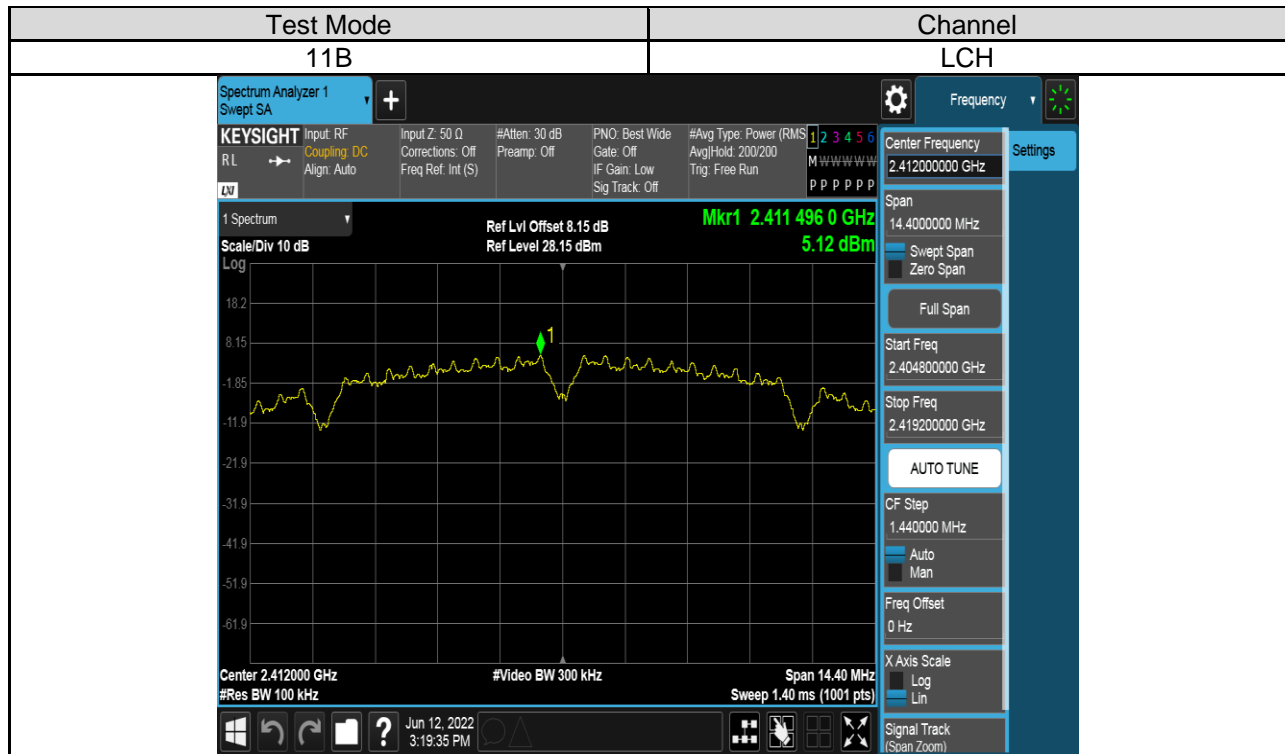 Test Mode
Channel
11B
LCH
Spectrum Analyzer 1
Swept SA
+
Frequency
KEYSIGHT
R L
LXI
Input: RF
Coupling: DC
Align: Auto
Input Z: 50 Ω
Corrections: Off
Freq Ref: Int (S)
#Atten: 30 dB
Preamp: Off
PNO: Best Wide
Gate: Off
IF Gain: Low
Sig Track: Off
#Avg Type: Power (RMS
Avg|Hold: 200/200
Trig: Free Run
1 2 3 4 5 6
M W W W W W
P P P P P P
1 Spectrum
Scale/Div 10 dB
Log
Ref Lvl Offset 8.15 dB
Ref Level 28.15 dBm
Mkr1 2.411 496 0 GHz
5.12 dBm
18.2
8.15
-1.85
-11.9
-21.9
-31.9
-41.9
-51.9
-61.9
1
Center 2.412000 GHz
#Res BW 100 kHz
#Video BW 300 kHz
Span 14.40 MHz
Sweep 1.40 ms (1001 pts)
Center Frequency
2.412000000 GHz
Settings
Span
14.4000000 MHz
Swept Span
Zero Span
Full Span
Start Freq
2.404800000 GHz
Stop Freq
2.419200000 GHz
AUTO TUNE
CF Step
1.440000 MHz
Auto
Man
Freq Offset
0 Hz
X Axis Scale
Log
Lin
Signal Track
(Span Zoom)
?
Jun 12, 2022
3:19:35 PM